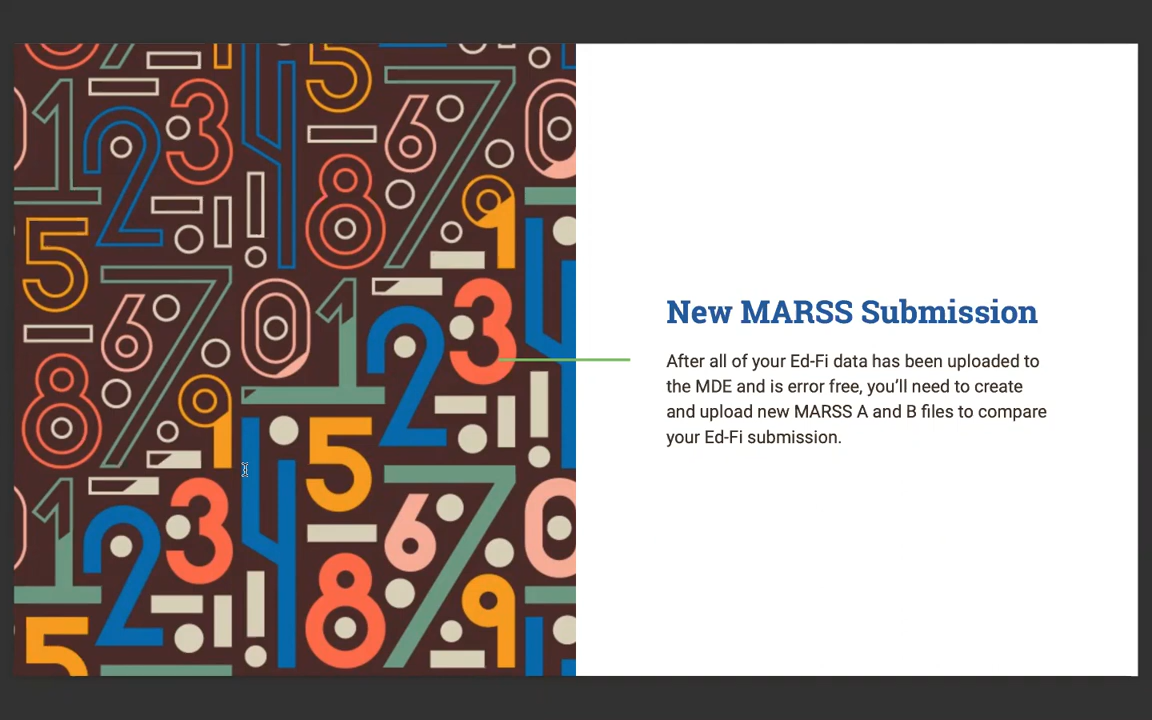 New MARSS Submission
After all of your Ed-Fi data has been uploaded to
the MDE and is error free, you’ll need to create
and upload new MARSS A and B files to compare
your Ed-Fi submission.